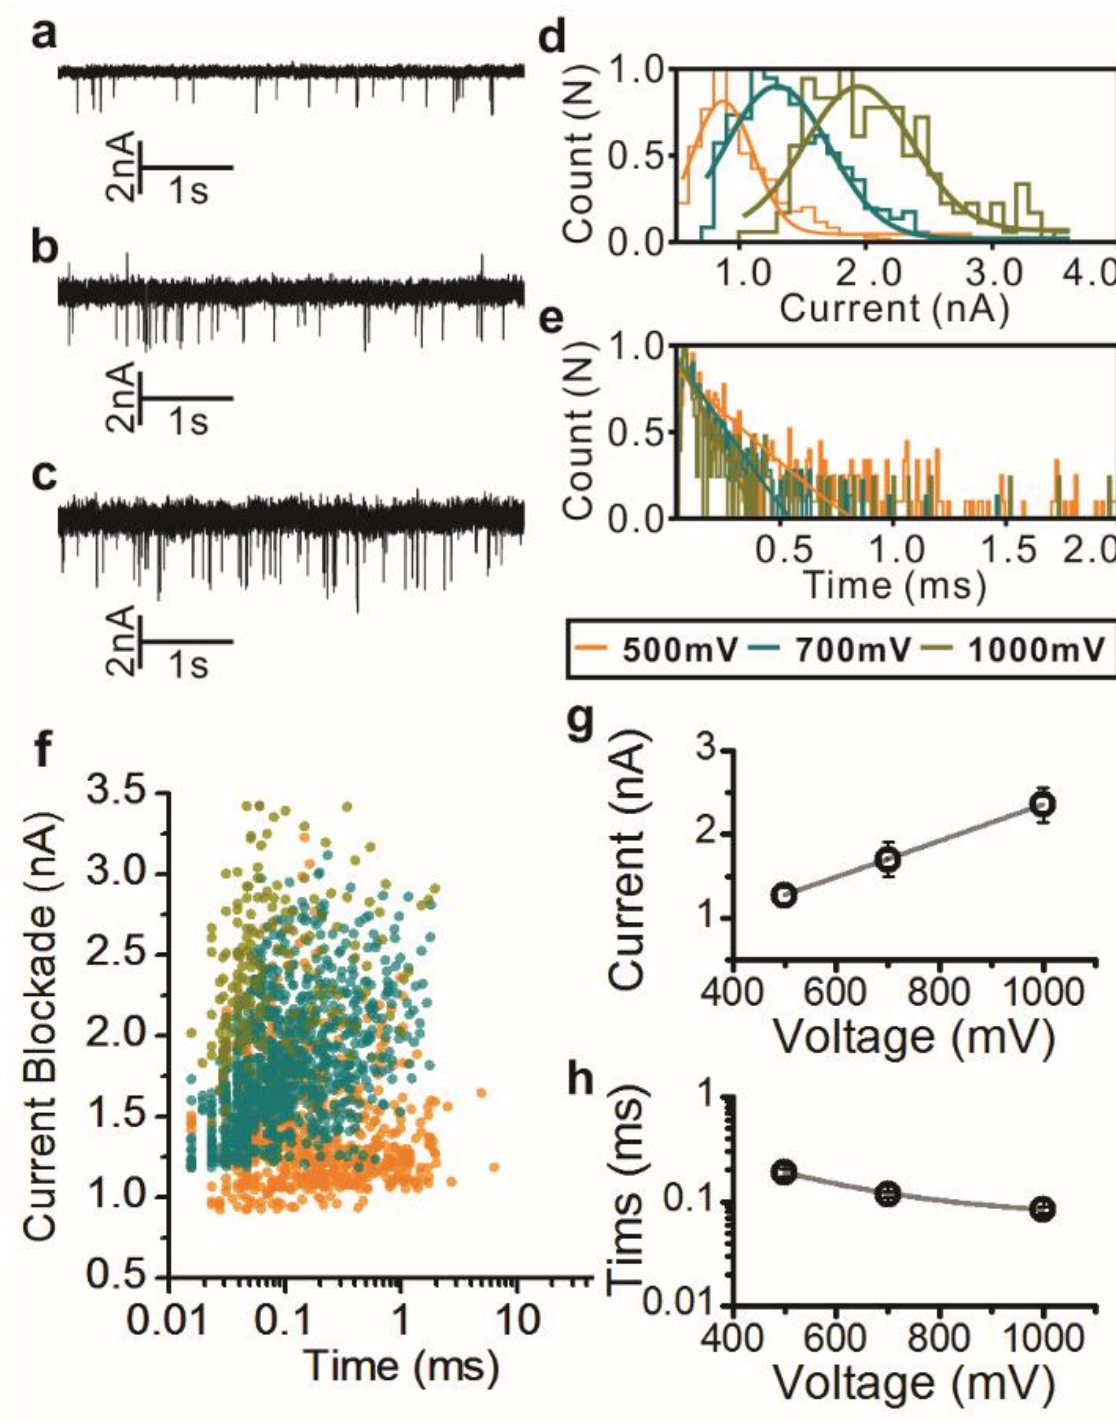 a
2nA
1s
b
2nA
1s
c
2nA
1s
d
Count (N)
1.0
0.5
0.0
1.0 2.0 3.0 4.0
Current (nA)
e
Count (N)
1.0
0.5
0.0
0.5 1.0 1.5 2.0
Time (ms)
500mV 700mV 1000mV
f
Current Blockade (nA)
3.5
3.0
2.5
2.0
1.5
1.0
0.5
0.01 0.1 1 10
Time (ms)
g
Current (nA)
3
2
1
400 600 800 1000
Voltage (mV)
h
Tims (ms)
1
0.1
0.01
400 600 800 1000
Voltage (mV)